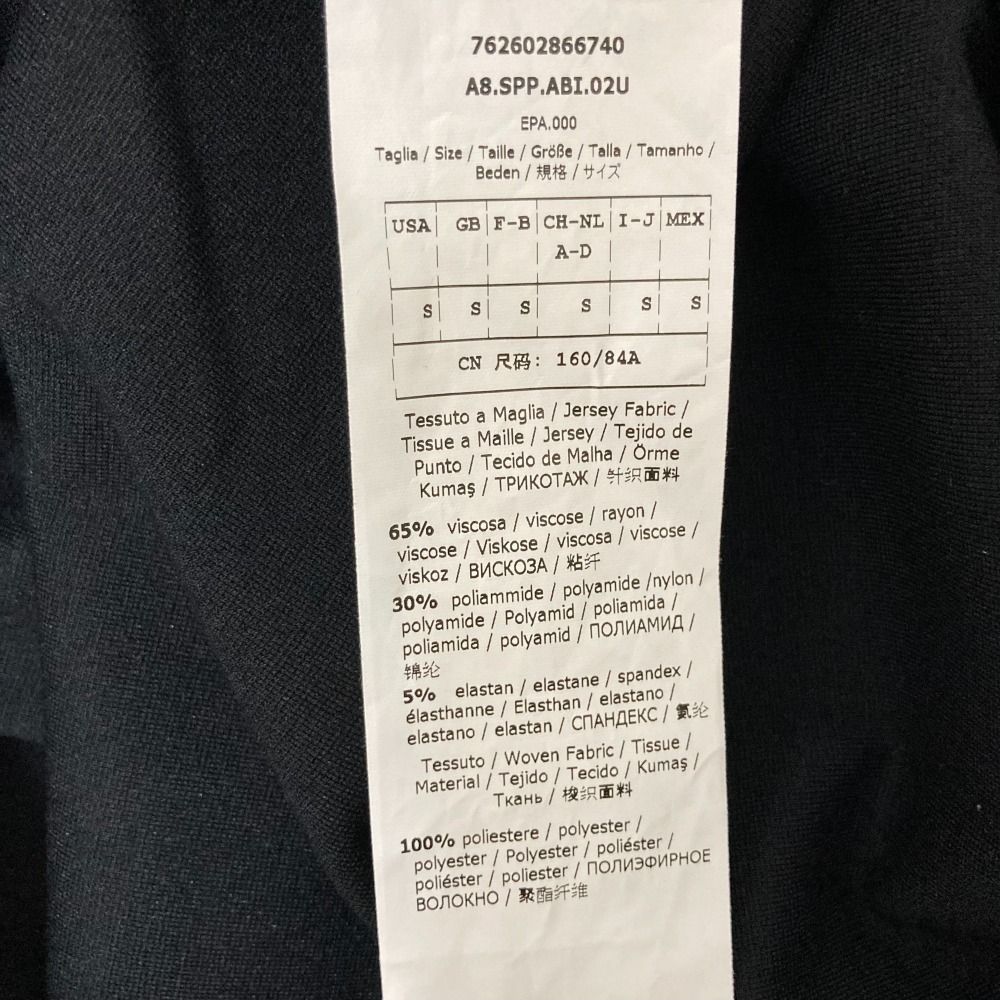 762602866740
A8.SPP.ABI.02U
EPA.000
Taglia / Size / Taille / Größe / Talla / Tamanho /
Beden / 規格 / サイズ
USA GB F-B CH-NL I-J MEX
A-D
S S S S S S
CN 尺码: 160/84A
Tessuto a Maglia / Jersey Fabric /
Tissue a Maille / Jersey / Tejido de
Punto / Tecido de Malha / Örme
Kumaş / ТРИКОТАЖ / 针织面料
65% viscosa / viscose / rayon /
viscose / Viskose / viscosa / viscose /
viskoz / ВИСКОЗА / 粘纤
30% poliammide / polyamide /nylon /
polyamide / Polyamid / poliamida /
poliamida / polyamid / ПОЛИАМИД /
锦纶
5% elastan / elastane / spandex /
élasthanne / Elasthan / elastano /
elastano / elastan / СПАНДЕКС / 氨纶
Tessuto / Woven Fabric / Tissue /
Material / Tejido / Tecido / Kumaş /
Ткань / 梭织面料
100% poliestere / polyester /
polyester / Polyester / poliéster /
poliéster / poliester / ПОЛИЭФИРНОЕ
ВОЛОКНО / 聚酯纤维